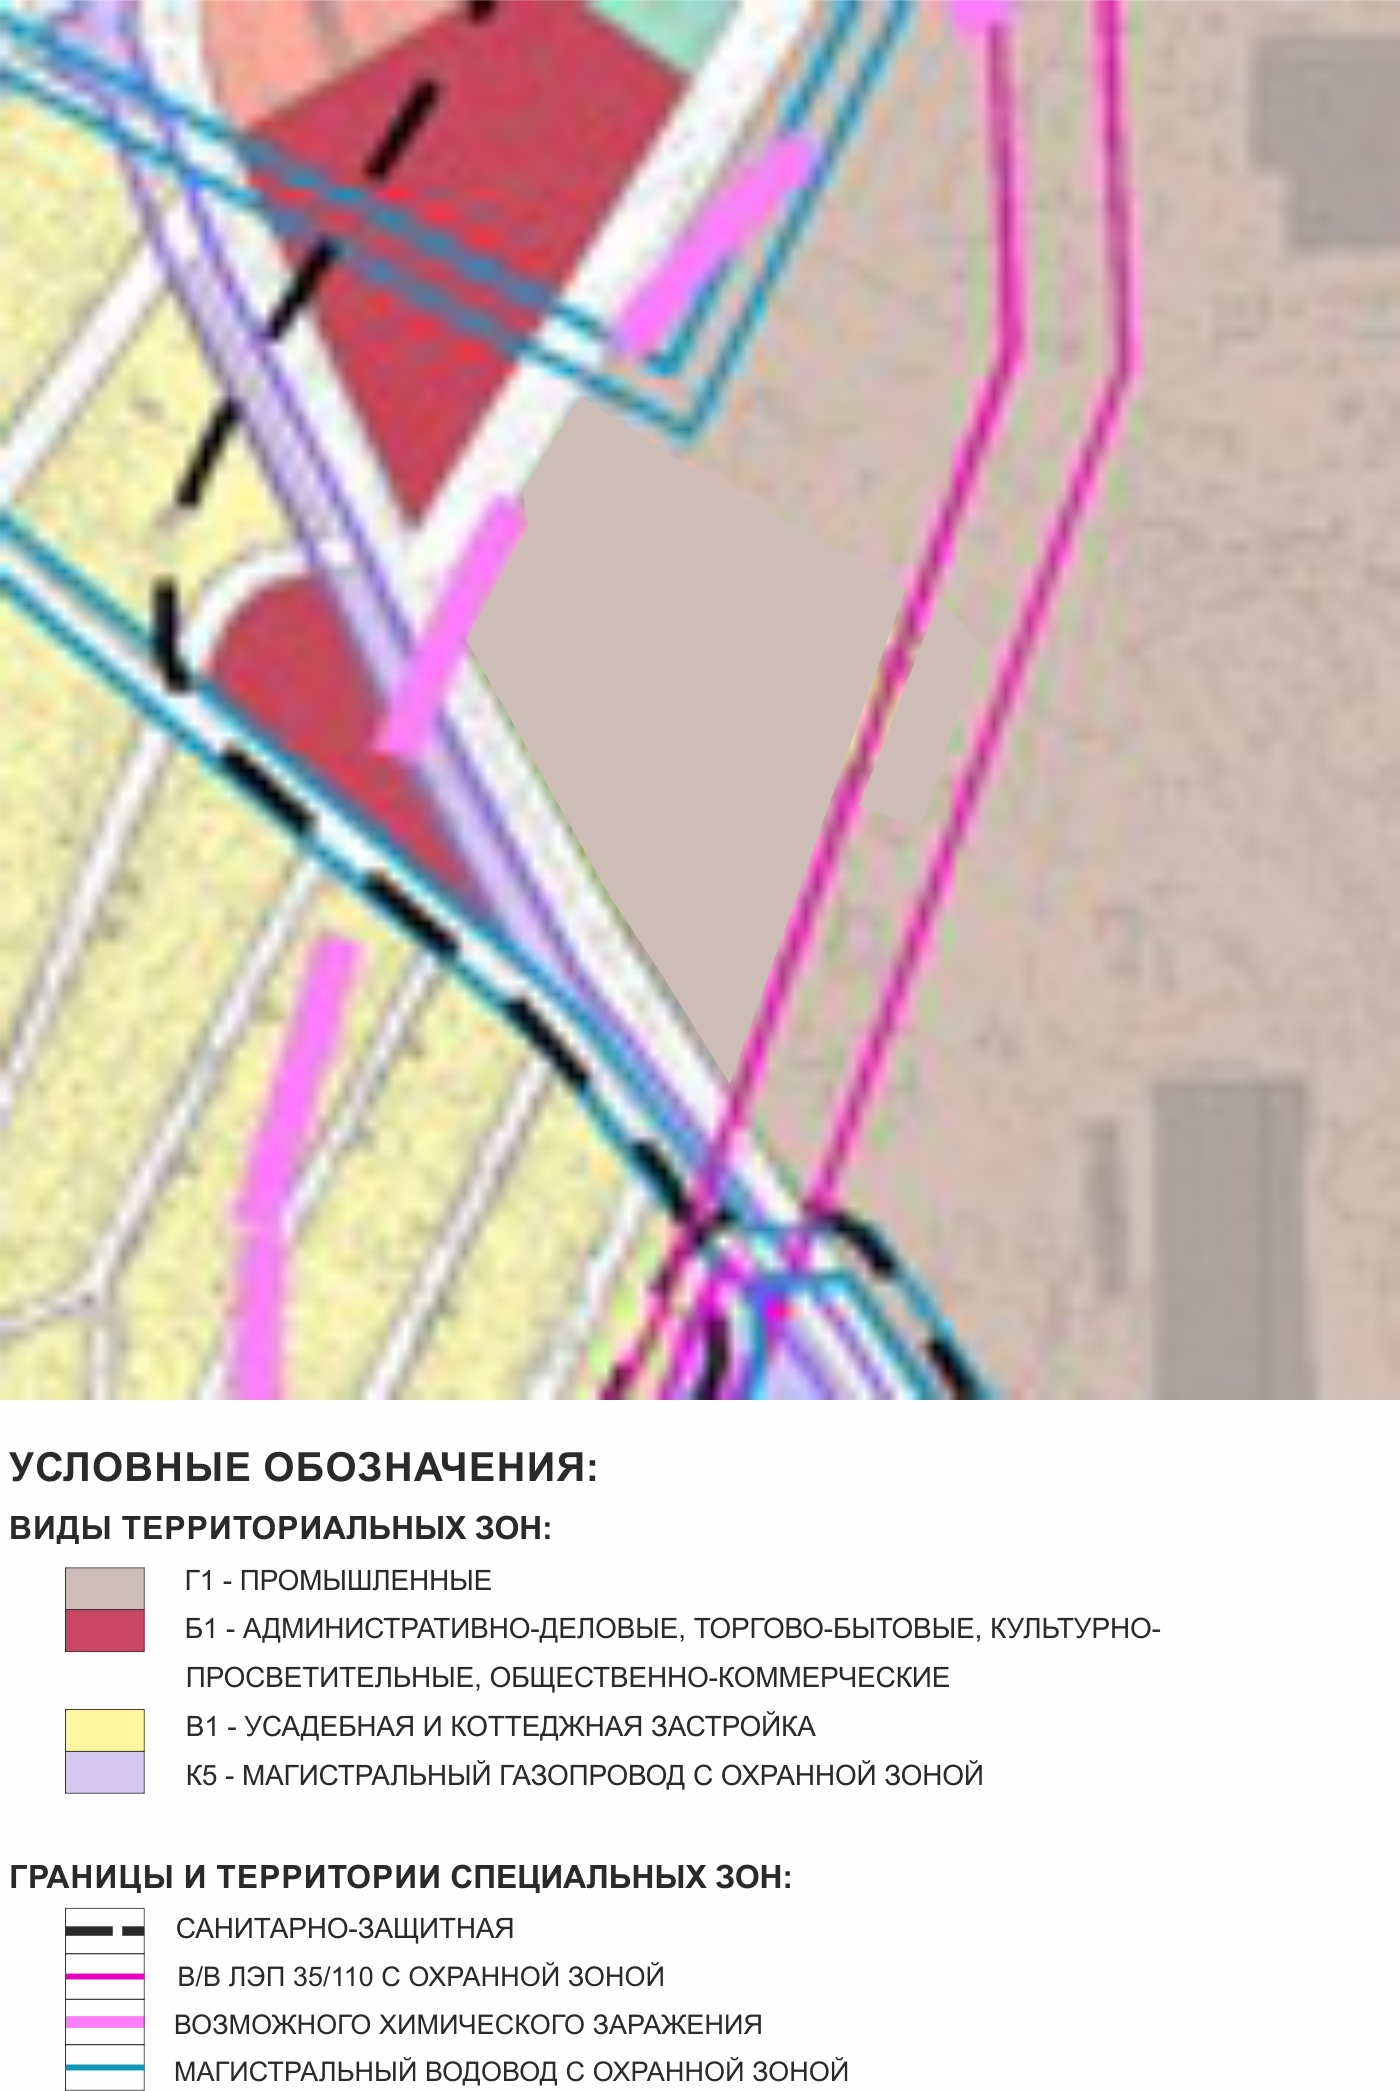 УСЛОВНЫЕ ОБОЗНАЧЕНИЯ:
ВИДЫ ТЕРРИТОРИАЛЬНЫХ ЗОН:
Г1 - ПРОМЫШЛЕННЫЕ
Б1 - АДМИНИСТРАТИВНО-ДЕЛОВЫЕ, ТОРГОВО-БЫТОВЫЕ, КУЛЬТУРНО-
ПРОСВЕТИТЕЛЬНЫЕ, ОБЩЕСТВЕННО-КОММЕРЧЕСКИЕ
В1 - УСАДЕБНАЯ И КОТТЕДЖНАЯ ЗАСТРОЙКА
К5 - МАГИСТРАЛЬНЫЙ ГАЗОПРОВОД С ОХРАННОЙ ЗОНОЙ
ГРАНИЦЫ И ТЕРРИТОРИИ СПЕЦИАЛЬНЫХ ЗОН:
САНИТАРНО-ЗАЩИТНАЯ
В/В ЛЭП 35/110 С ОХРАННОЙ ЗОНОЙ
ВОЗМОЖНОГО ХИМИЧЕСКОГО ЗАРАЖЕНИЯ
МАГИСТРАЛЬНЫЙ ВОДОВОД С ОХРАННОЙ ЗОНОЙ